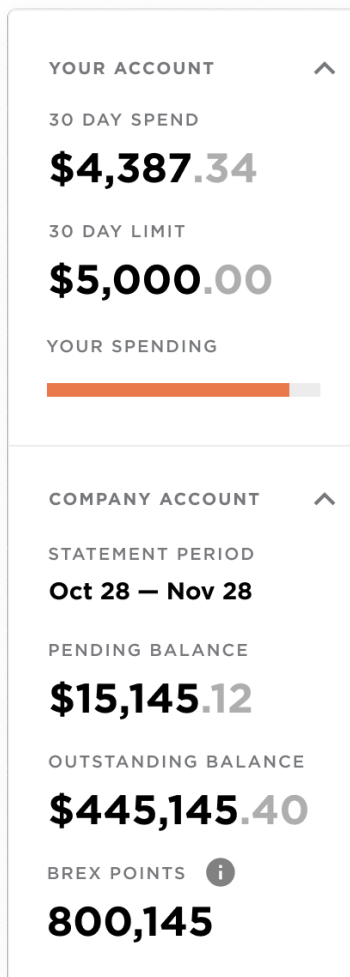 YOUR ACCOUNT
30 DAY SPEND
$4,387.34
30 DAY LIMIT
$5,000.00
YOUR SPENDING
COMPANY ACCOUNT
STATEMENT PERIOD
Oct 28 — Nov 28
PENDING BALANCE
$15,145.12
OUTSTANDING BALANCE
$445,145.40
BREX POINTS i
800,145